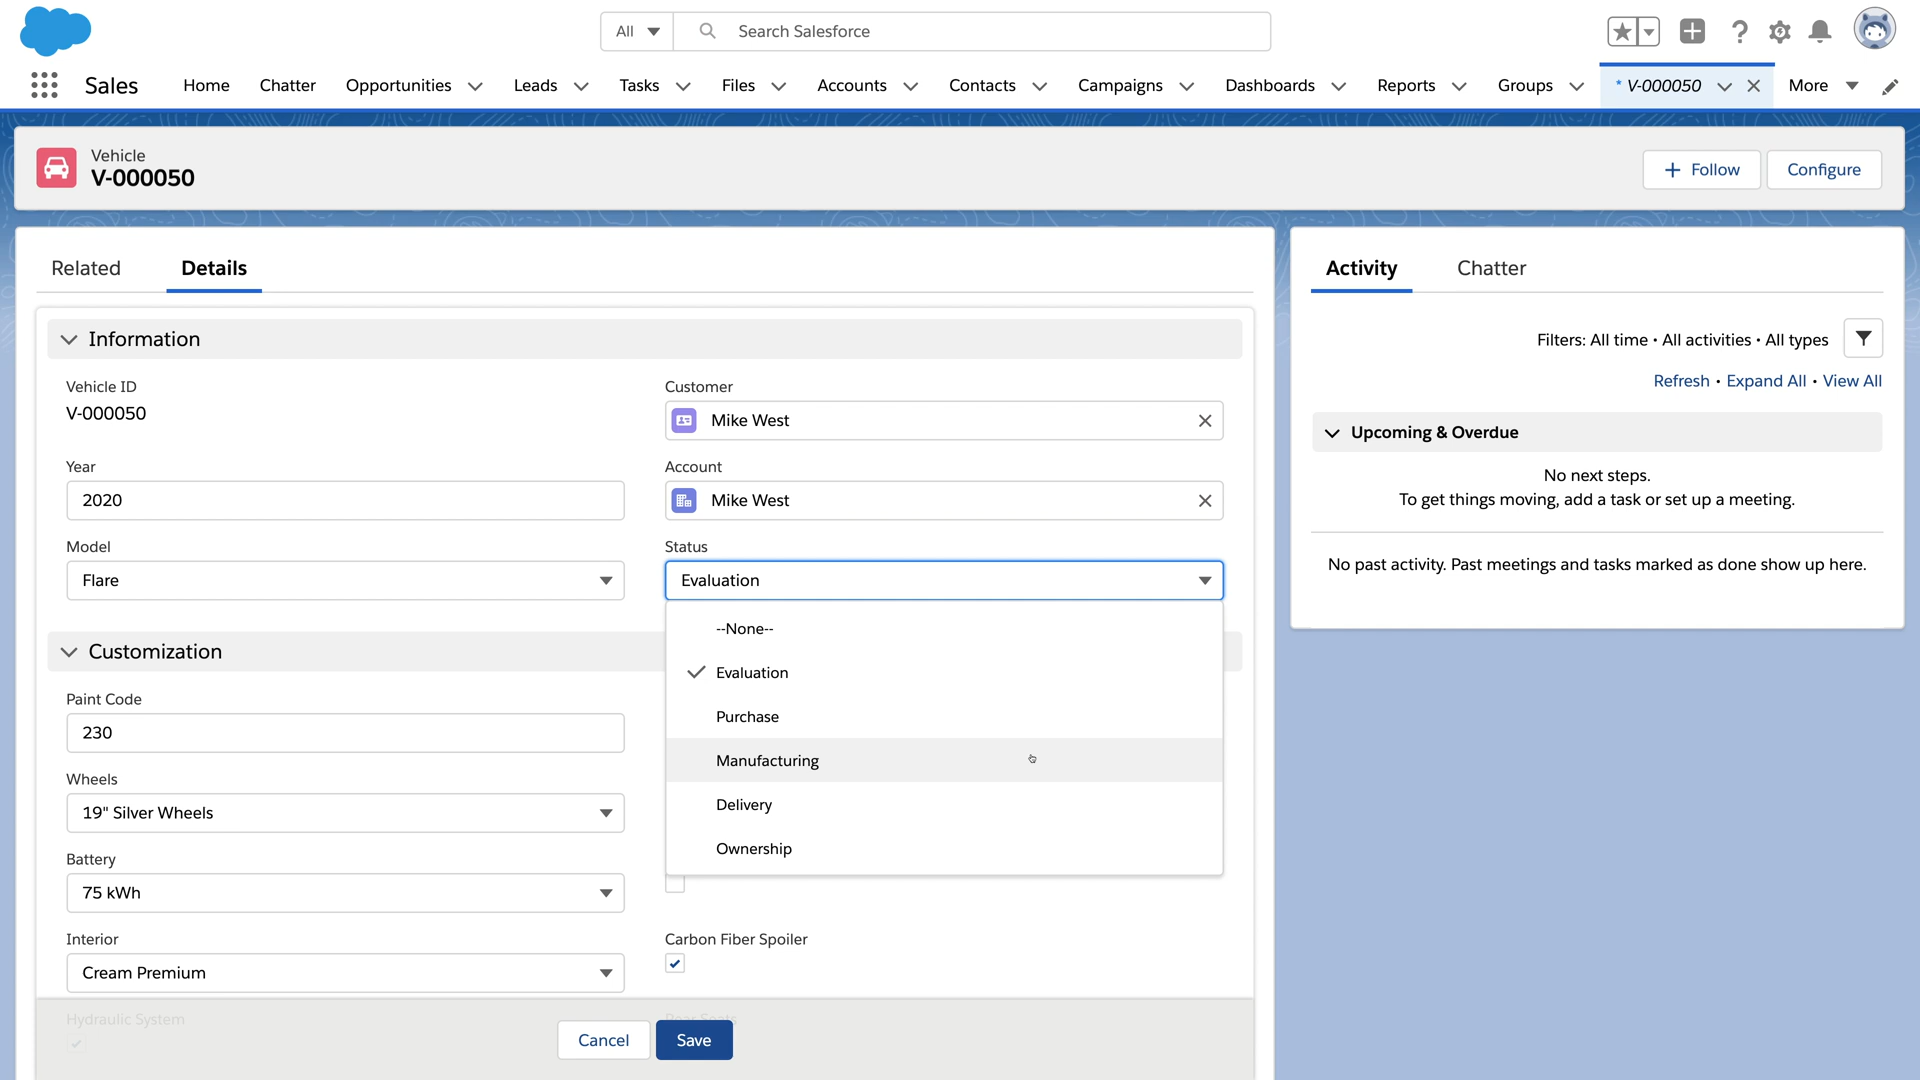 All
Search Salesforce
Sales
Home
Chatter
Opportunities
Leads
Tasks
Files
Accounts
Contacts
Campaigns
Dashboards
Reports
Groups
* V-000050
More
Vehicle
V-000050
Follow
Configure
Related
Details
Information
Vehicle ID
V-000050
Customer
Mike West
Year
2020
Account
Mike West
Model
Flare
Status
Evaluation
--None--
Evaluation
Purchase
Manufacturing
Delivery
Ownership
Customization
Paint Code
230
Wheels
19" Silver Wheels
Battery
75 kWh
Interior
Cream Premium
Carbon Fiber Spoiler
Hydraulic System
Rear Seats
Cancel
Save
Activity
Chatter
Filters: All time • All activities • All types
Refresh • Expand All • View All
Upcoming & Overdue
No next steps.
To get things moving, add a task or set up a meeting.
No past activity. Past meetings and tasks marked as done show up here.